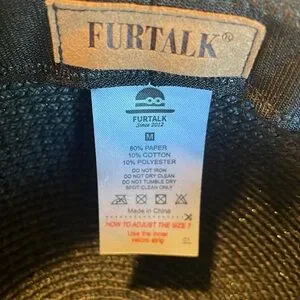 FURTALK®
FURTALK
Since 2012
M
80% PAPER
10% COTTON
10% POLYESTER
DO NOT IRON
DO NOT DRY CLEAN
DO NOT TUMBLE DRY
SPOT CLEAN ONLY
Made in China
HOW TO ADJUST THE SIZE ?
Use the inner
velcro strip